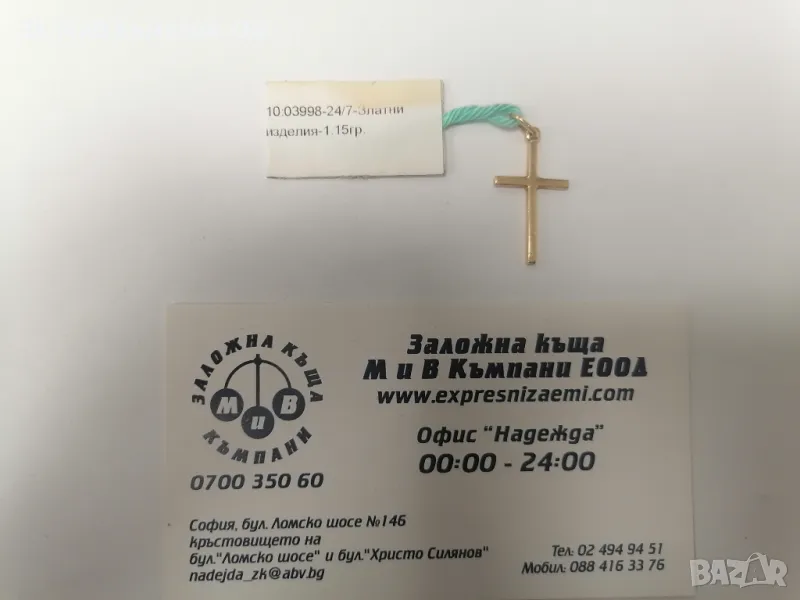 10:03998-24/7-Златни
изделия-1.15гр.
ЗАЛОЖНА КЪЩА
М и В
КЪМПАНИ
0700 350 60
Заложна къща
М и В Къмпани ЕООД
www.expresnizaemi.com
Офис "Надежда"
00:00 - 24:00
София, бул. Ломско шосе №146
кръстовището на
бул."Ломско шосе" и бул."Христо Силянов"
nadejda_zk@abv.bg
Тел: 02 494 94 51
Мобил: 088 416 33 76
BAZAR